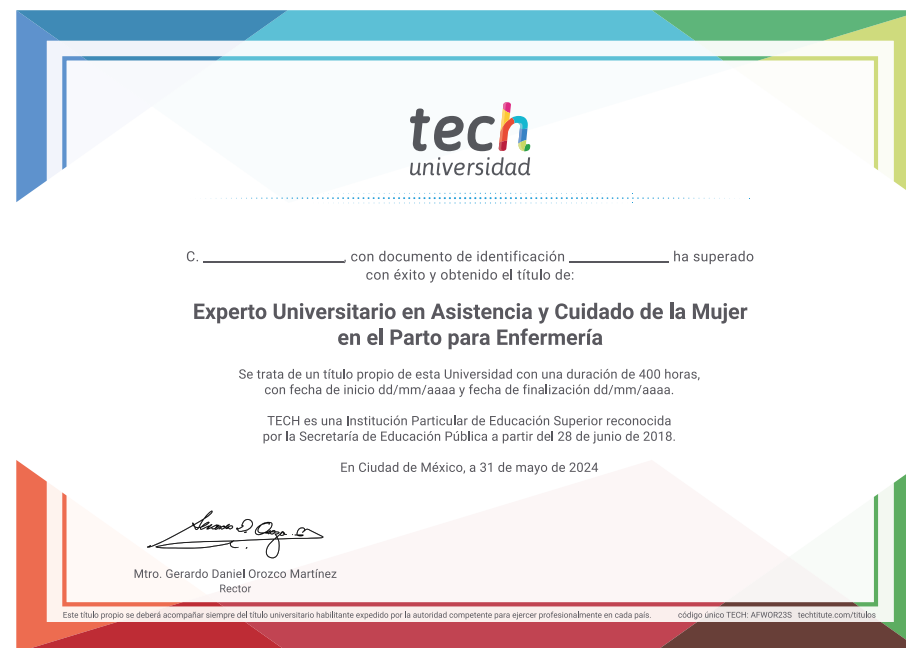 tech
universidad
C. ____________________, con documento de identificación ______________ ha superado
con éxito y obtenido el título de:
Experto Universitario en Asistencia y Cuidado de la Mujer
en el Parto para Enfermería
Se trata de un título propio de esta Universidad con una duración de 400 horas,
con fecha de inicio dd/mm/aaaa y fecha de finalización dd/mm/aaaa.
TECH es una Institución Particular de Educación Superior reconocida
por la Secretaría de Educación Pública a partir del 28 de junio de 2018.
En Ciudad de México, a 31 de mayo de 2024
Mtro. Gerardo Daniel Orozco Martínez
Rector
Este título propio se deberá acompañar siempre del título universitario habilitante expedido por la autoridad competente para ejercer profesionalmente en cada país. código único TECH: AFWOR23S techtitute.com/titulos